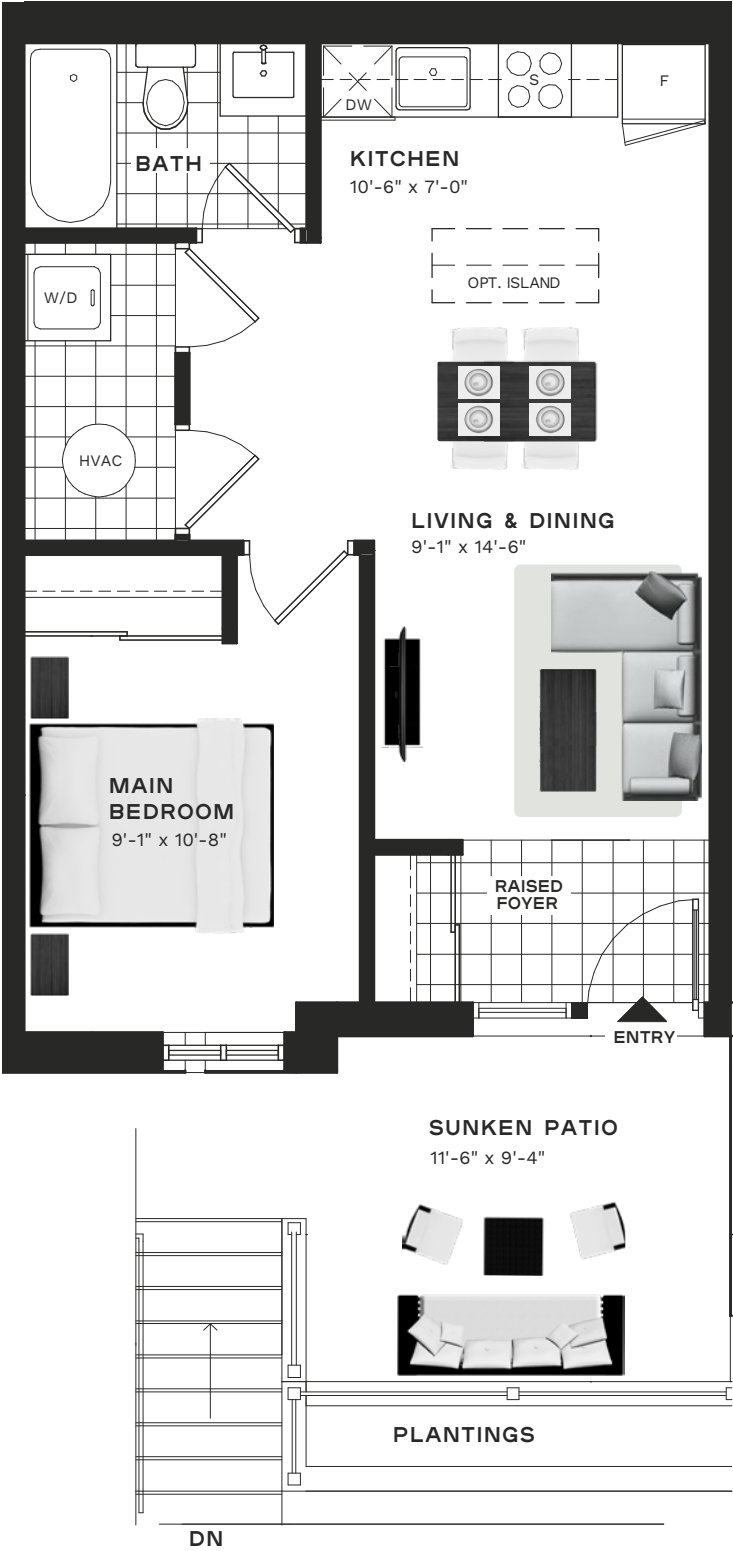 DW
S
F
BATH
KITCHEN
10'-6" x 7'-0"
W/D
OPT. ISLAND
HVAC
LIVING & DINING
9'-1" x 14'-6"
MAIN
BEDROOM
9'-1" x 10'-8"
RAISED
FOYER
ENTRY
SUNKEN PATIO
11'-6" x 9'-4"
PLANTINGS
DN